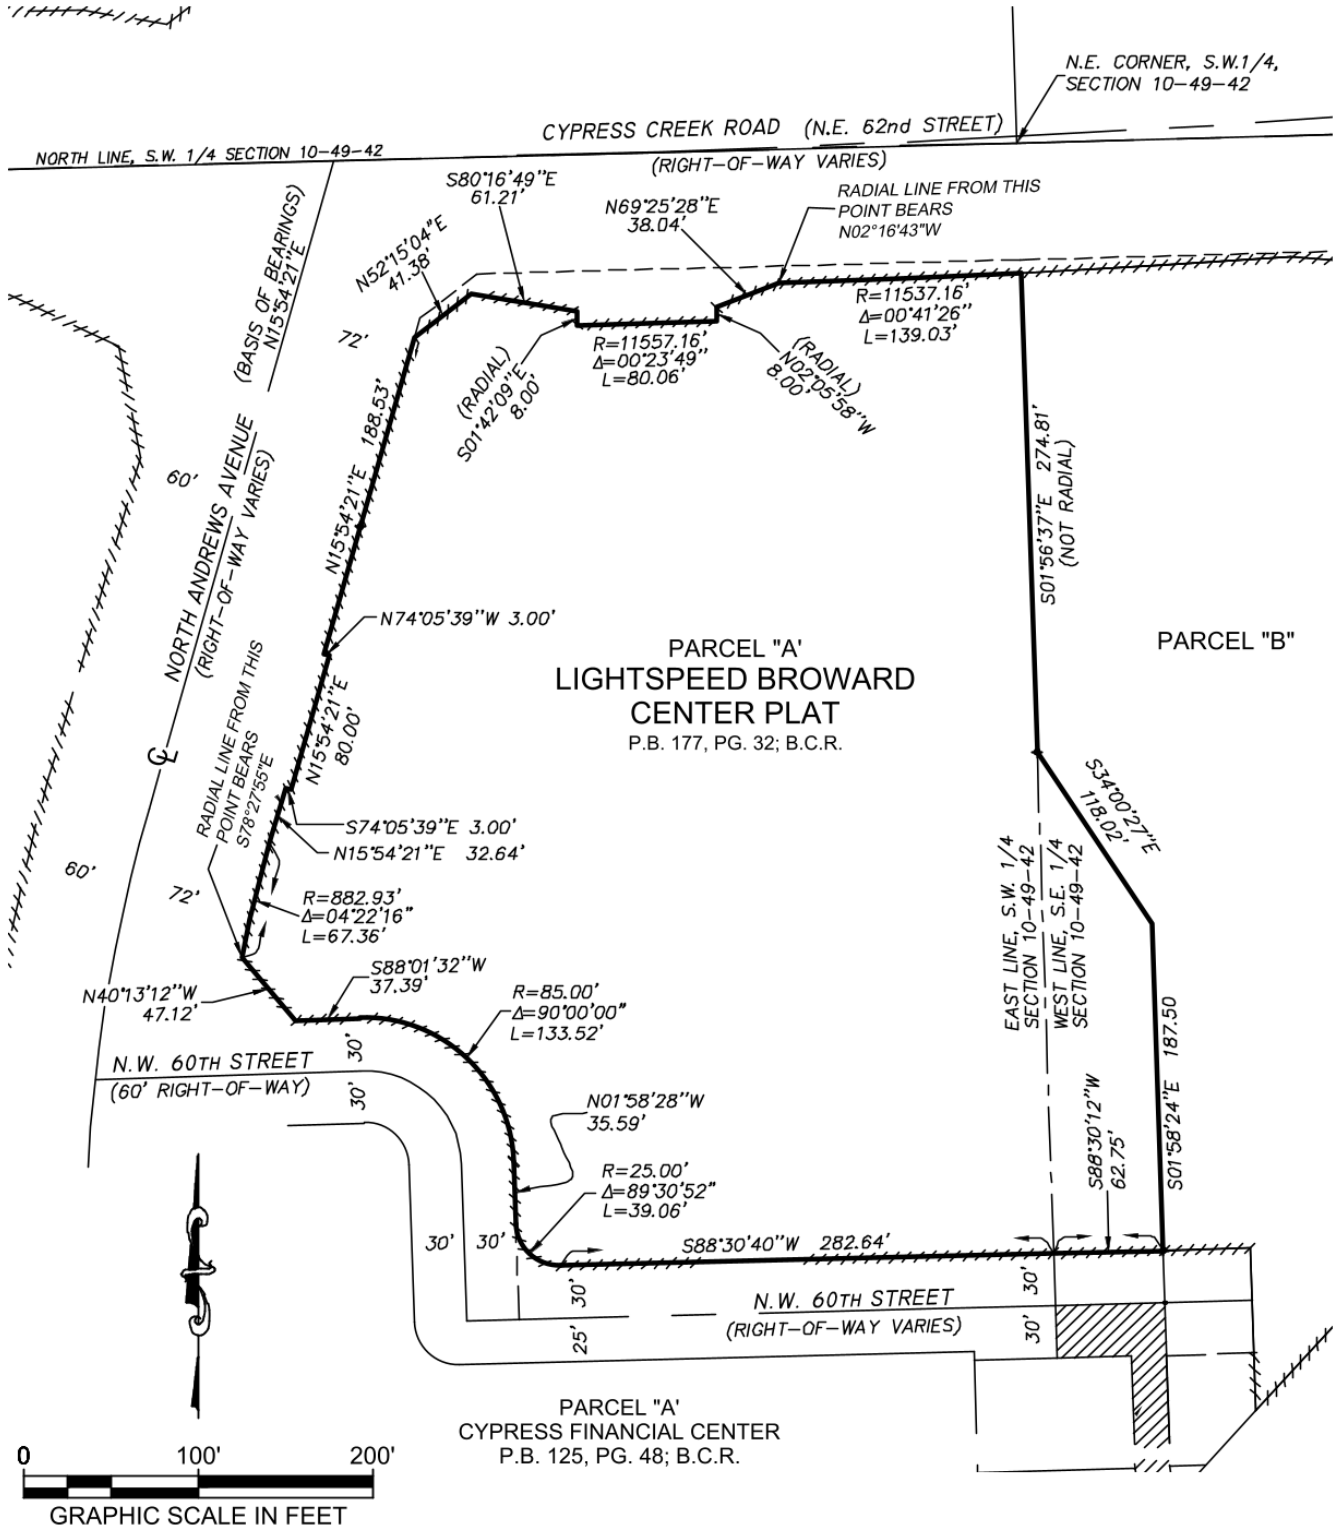 N.E. CORNER, S.W.1/4,
SECTION 10-49-42
CYPRESS CREEK ROAD (N.E. 62nd STREET)
(RIGHT-OF-WAY VARIES)
NORTH LINE, S.W. 1/4 SECTION 10-49-42
S80°16'49"E
61.21'
N69°25'28"E
38.04'
RADIAL LINE FROM THIS
POINT BEARS
N02°16'43"W
N52°15'04"E
41.38'
(BASIS OF BEARINGS)
N15°54'21"E
72'
R=11537.16'
Δ=00°41'26"
L=139.03'
R=11557.16'
Δ=00°23'49"
L=80.06'
(RADIAL)
S01°42'09"E
8.00'
(RADIAL)
N02°05'58"W
8.00'
N15°54'21"E 188.53'
S01°56'37"E 274.81'
(NOT RADIAL)
60'
NORTH ANDREWS AVENUE
(RIGHT-OF-WAY VARIES)
N74°05'39"W 3.00'
PARCEL "A'
LIGHTSPEED BROWARD
CENTER PLAT
P.B. 177, PG. 32; B.C.R.
PARCEL "B"
N15°54'21"E
80.00'
RADIAL LINE FROM THIS
POINT BEARS
S78°27'55"E
S74°05'39"E 3.00'
N15°54'21"E 32.64'
S34°00'27"E
118.02'
60'
72'
R=882.93'
Δ=04°22'16"
L=67.36'
EAST LINE, S.W. 1/4
SECTION 10-49-42
WEST LINE, S.E. 1/4
SECTION 10-49-42
S88°01'32"W
37.39'
N40°13'12"W
47.12'
R=85.00'
Δ=90°00'00"
L=133.52'
N.W. 60TH STREET
(60' RIGHT-OF-WAY)
30'
30'
N01°58'28"W
35.59'
S88°30'12"W
62.75'
S01°58'24"E 187.50
R=25.00'
Δ=89°30'52"
L=39.06'
30'
30'
S88°30'40"W 282.64'
30'
25'
N.W. 60TH STREET
(RIGHT-OF-WAY VARIES)
30'
30'
PARCEL "A'
CYPRESS FINANCIAL CENTER
P.B. 125, PG. 48; B.C.R.
0 100' 200'
GRAPHIC SCALE IN FEET